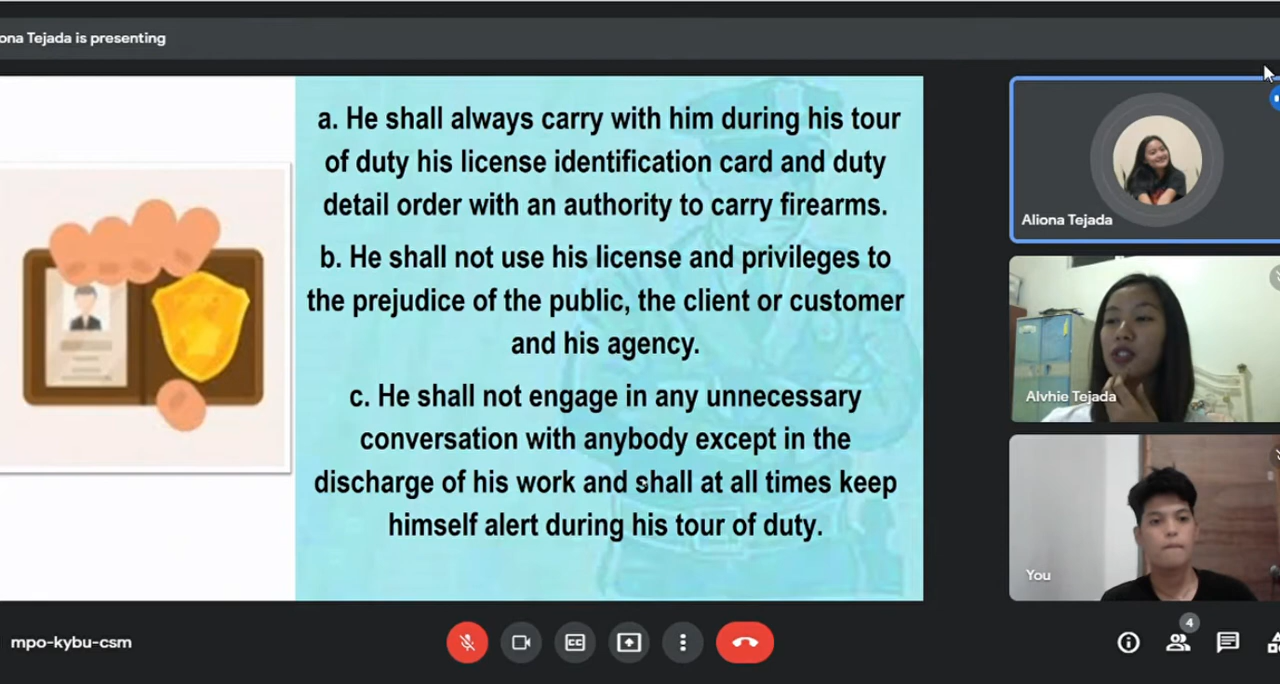 ona Tejada is presenting
a. He shall always carry with him during his tour
of duty his license identification card and duty
detail order with an authority to carry firearms.
b. He shall not use his license and privileges to
the prejudice of the public, the client or customer
and his agency.
c. He shall not engage in any unnecessary
conversation with anybody except in the
discharge of his work and shall at all times keep
himself alert during his tour of duty.
Aliona Tejada
Alvhie Tejada
You
mpo-kybu-csm
CC
4